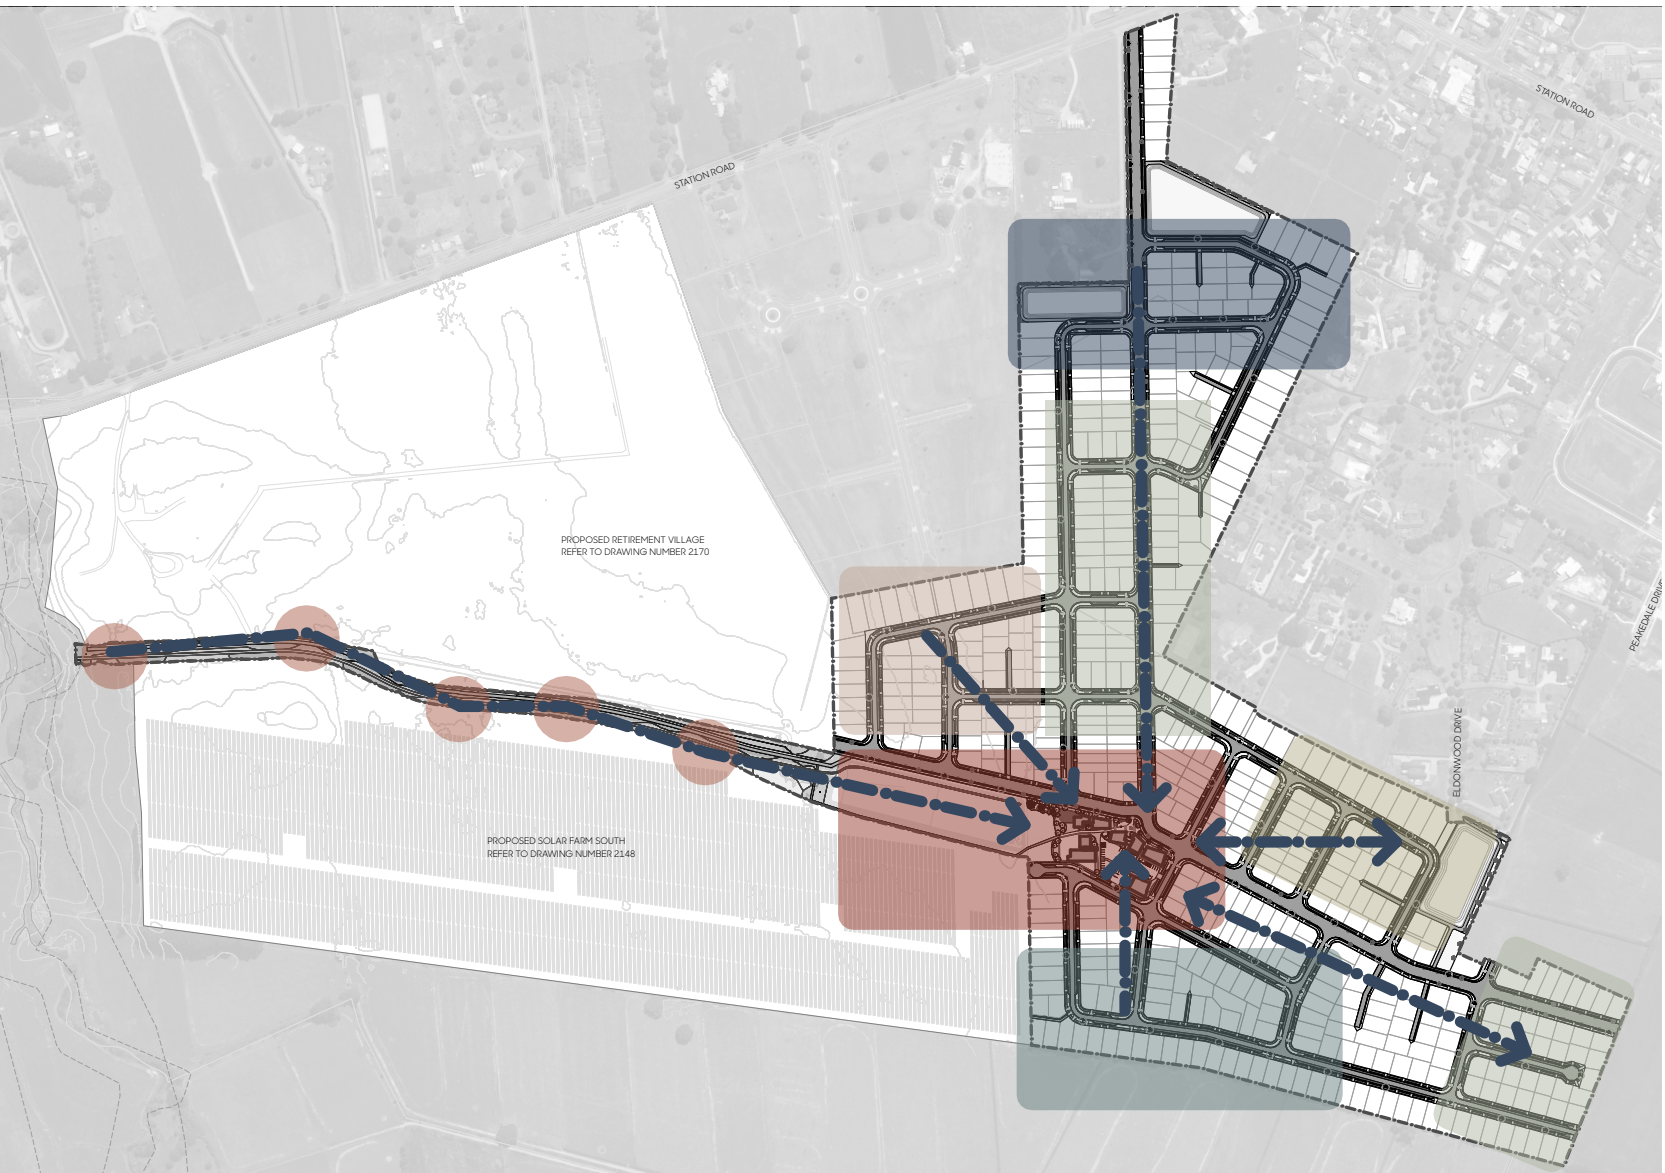 STATION ROAD
STATION ROAD
PROPOSED RETIREMENT VILLAGE
REFER TO DRAWING NUMBER 2170
PEAKEDALE DRIVE
ELDONWOOD DRIVE
PROPOSED SOLAR FARM SOUTH
REFER TO DRAWING NUMBER 2148